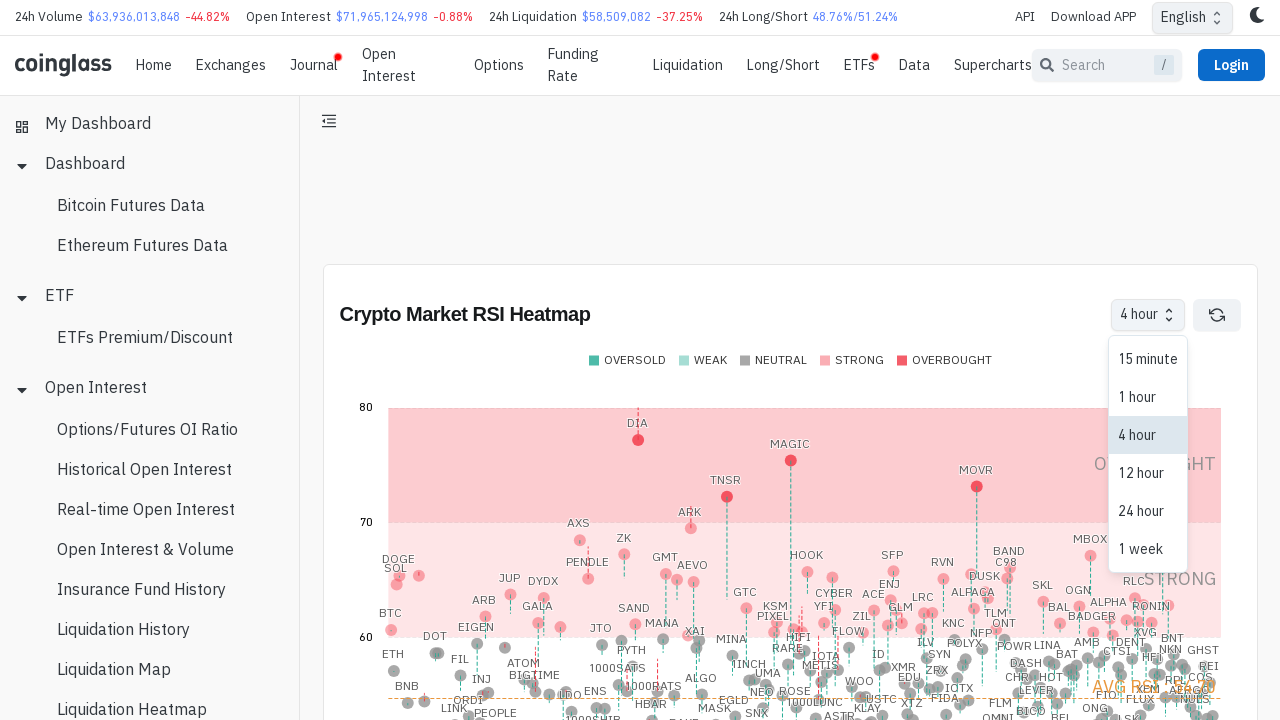 24h Volume $63,936,013,848 -44.82% Open Interest $71,965,124,998 -0.88% 24h Liquidation $58,509,082 -37.25% 24h Long/Short 48.76%/51.24% API Download APP English
coinglass Home Exchanges Journal Open Interest Options Funding Rate Liquidation Long/Short ETFs Data Supercharts Search / Login
My Dashboard
Dashboard
Bitcoin Futures Data
Ethereum Futures Data
ETF
ETFs Premium/Discount
Open Interest
Options/Futures OI Ratio
Historical Open Interest
Real-time Open Interest
Open Interest & Volume
Insurance Fund History
Liquidation History
Liquidation Map
Liquidation Heatmap
Crypto Market RSI Heatmap
4 hour
15 minute
1 hour
4 hour
12 hour
24 hour
1 week
OVERSOLD WEAK NEUTRAL STRONG OVERBOUGHT
80
DIA
MAGIC
MOVR
TNSR
ARK
70
AXS
ZK
MBOX
DOGE
SOL
PENDLE
GMT
AEVO
HOOK
SFP
RVN
BAND
C98
STRONG
JUP
DYDX
DUSK
RLC
ENJ
SKL
OGN
GTC
CYBER
ACE
ALPACA
ARB
GALA
SAND
KSM
YFI
GLM
LRC
BAL
ALPHA
RONIN
BTC
PIXEL
TLM
BADGER
EIGEN
JTO
MANA
XAI
FLOW
ZIL
KNC
ONT
NFP
XVG
60
DOT
MINA
HIFI
ILV
POLYX
POWR
LINA
AMB
DENT
BNT
ETH
FIL
PYTH
RARE
IOTA
ID
SYN
BAT
CTSI
NKN
GHST
ATOM
1000SATS
1INCH
METIS
XMR
DASH
HFT
REI
BNB
INJ
BIGTIME
ALGO
UMA
WOO
EDU
ZRX
CHR
HOT
RPL
COS
ORDI
LDO
ENS
1000RATS
NEO
ROSE
IOTX
LEVER
FIO
XEM
LINK
HBAR
EGLD
1000LUNC
USTC
XTZ
FIDA
FLM
FLUX
PEOPLE
MASK
SNX
ASTR
KLAY
OMNI
BICO
BEL
ONG
LSK